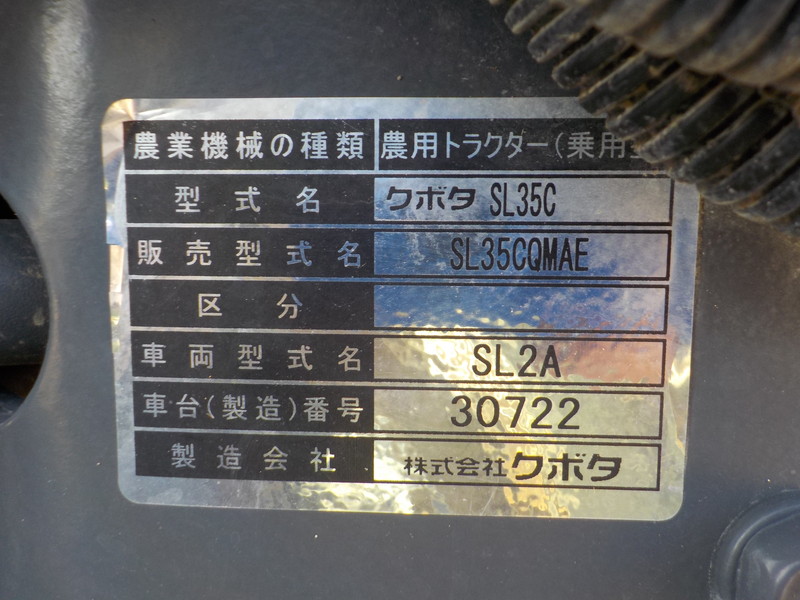 農業機械の種類 農用トラクター(乗用型
型式名 クボタ SL35C
販売型式名 SL35CQMAE
区分
車両型式名 SL2A
車台(製造)番号 30722
製造会社 株式会社クボタ